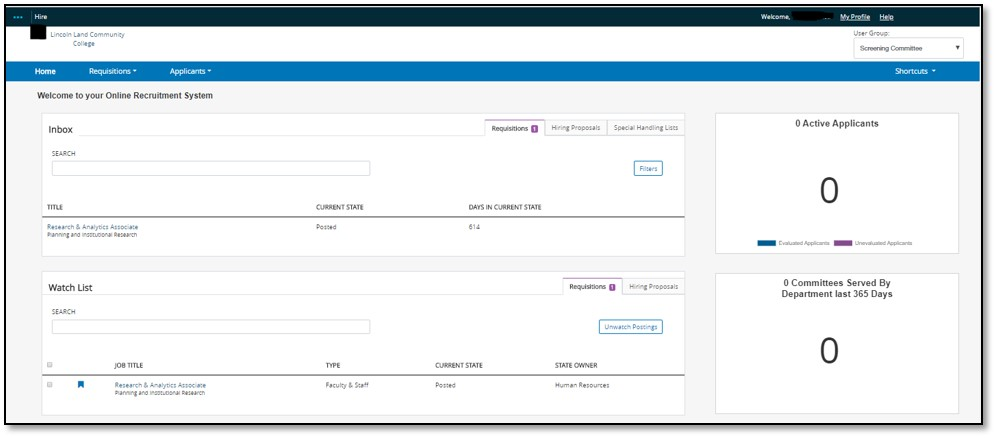 ••• Hire Welcome, My Profile Help
Lincoln Land Community
College
User Group:
Screening Committee
Home Requisitions Applicants Shortcuts
Welcome to your Online Recruitment System
Inbox Requisitions 1 Hiring Proposals Special Handling Lists
SEARCH
Filters
TITLE CURRENT STATE DAYS IN CURRENT STATE
Research & Analytics Associate Posted 614
Planning and Institutional Research
0 Active Applicants
0
Evaluated Applicants Unevaluated Applicants
Watch List Requisitions 1 Hiring Proposals
SEARCH
Unwatch Postings
JOB TITLE TYPE CURRENT STATE STATE OWNER
Research & Analytics Associate Faculty & Staff Posted Human Resources
Planning and Institutional Research
0 Committees Served By
Department last 365 Days
0